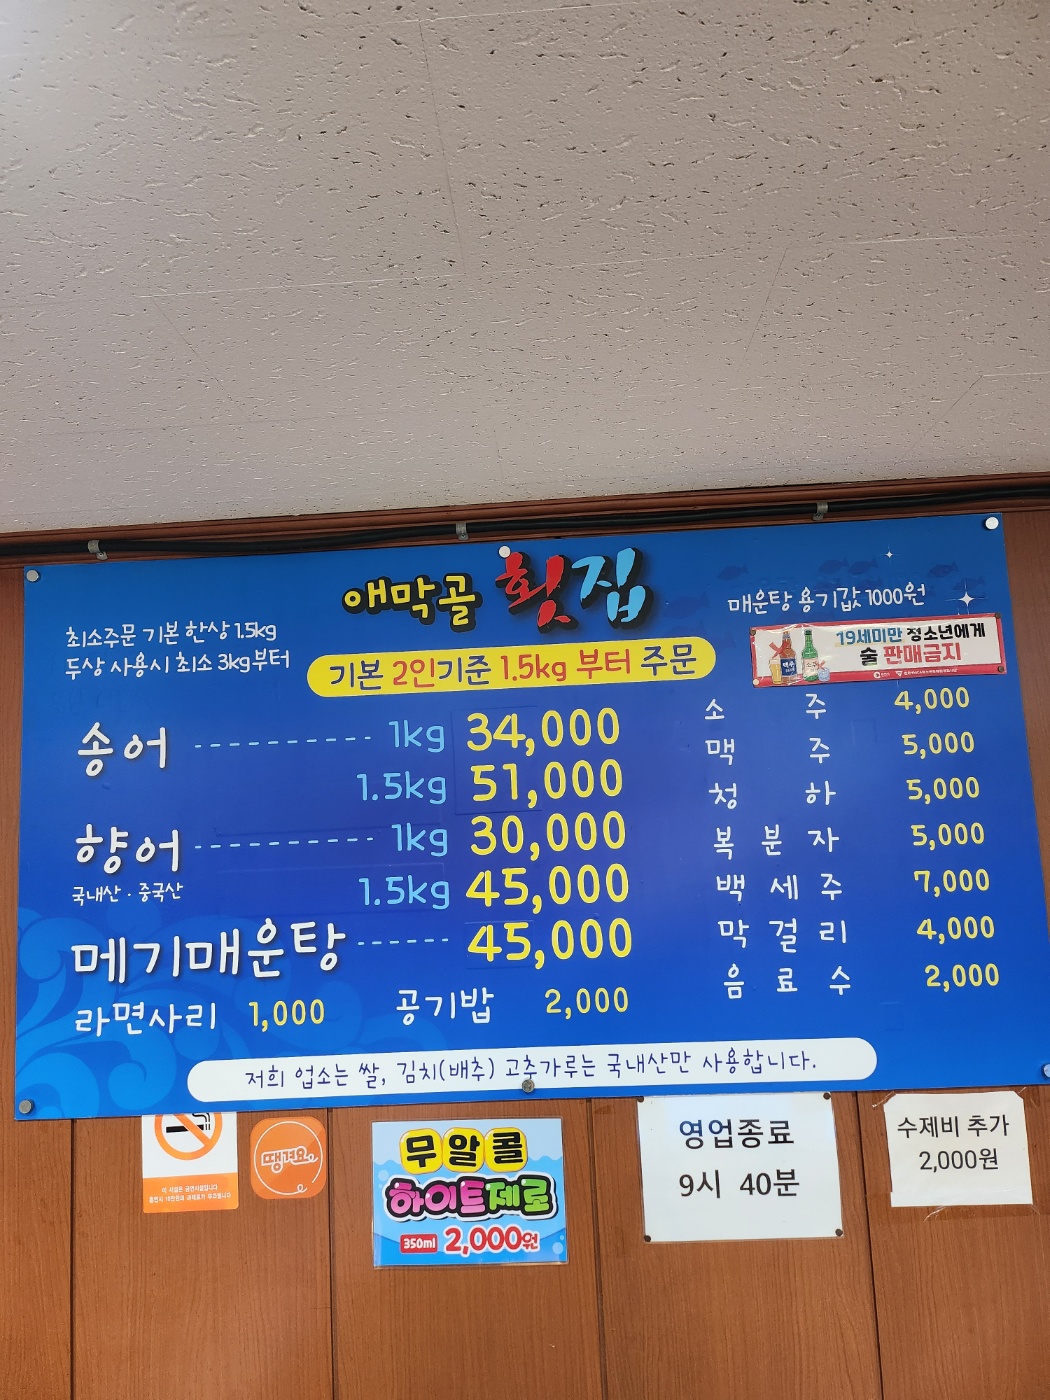 애막골 횟집
최소주문 기본 한상 1.5kg
두상 사용시 최소 3kg부터
기본 2인기준 1.5kg 부터 주문
매운탕 용기값 1000원
19세미만 청소년에게
술 판매금지
송어 --------- 1kg 34,000
1.5kg 51,000
향어 --------- 1kg 30,000
국내산 · 중국산
1.5kg 45,000
메기매운탕 ------ 45,000
라면사리 1,000 공기밥 2,000
소 주 4,000
맥 주 5,000
청 하 5,000
복 분 자 5,000
백 세 주 7,000
막 걸 리 4,000
음 료 수 2,000
저희 업소는 쌀, 김치(배추) 고추가루는 국내산만 사용합니다.
땡겨요
무알콜
하이트제로
350ml 2,000원
영업종료
9시 40분
수제비 추가
2,000원